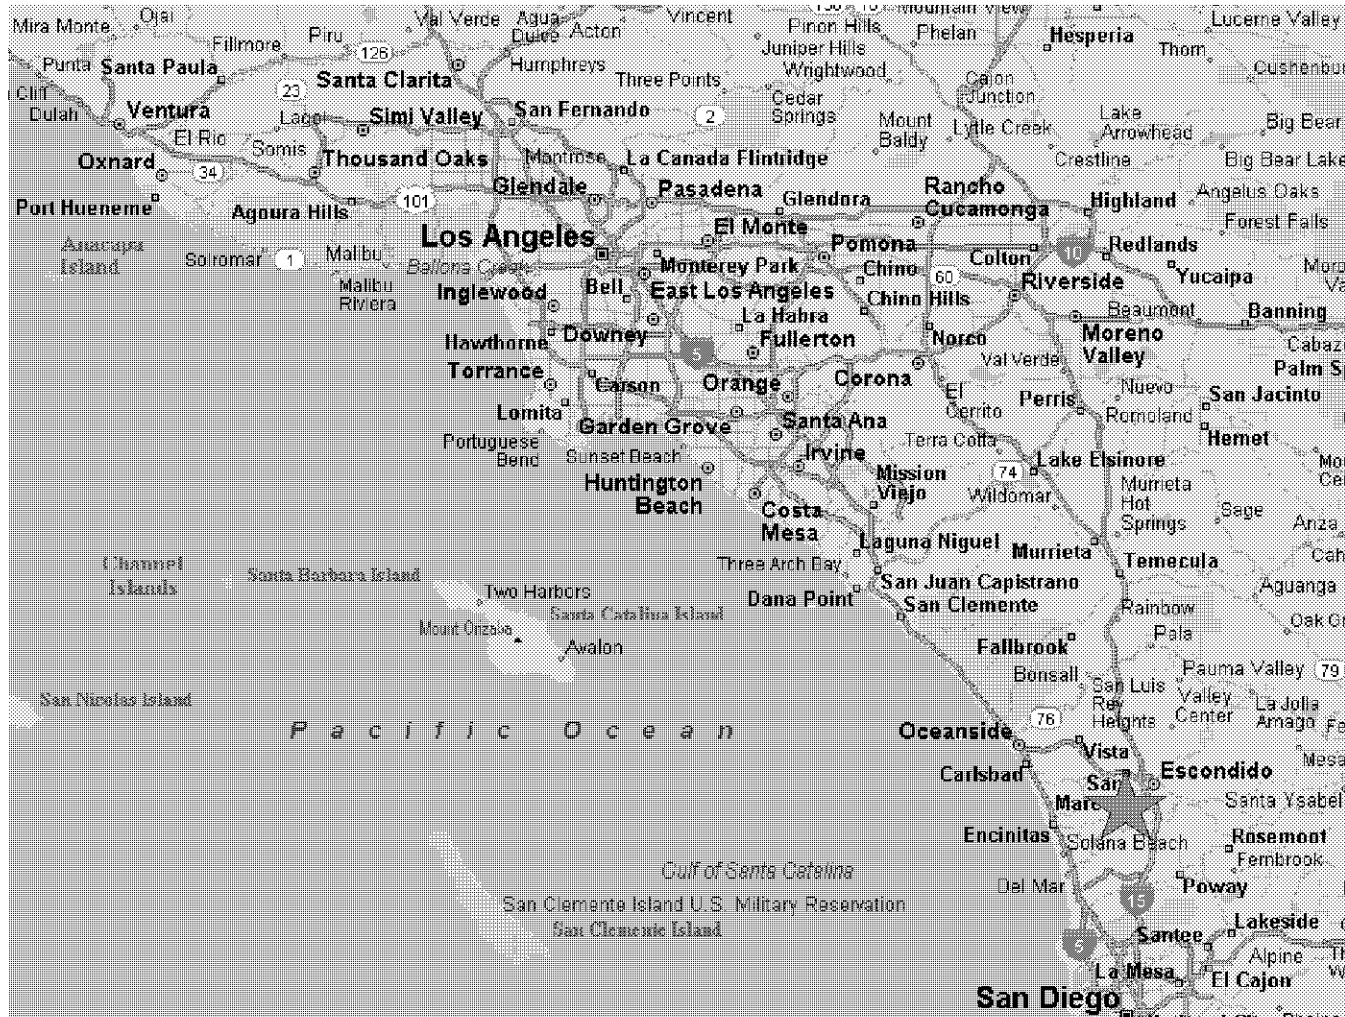 Ojai
Val Verde
Agua
Dulce
Acton
Vincent
Pinon Hills
Mountain View
Phelan
Lucerne Valley
Mira Monte
Fillmore
Piru
126
Hesperia
Thorn
Juniper Hills
Humphreys
Punta
Santa Paula
Santa Clarita
Three Points
Wrightwood
Cajon
Junction
23
Cedar
Springs
Dulah
Ventura
Simi Valley
San Fernando
2
Mount
Baldy
Lytle Creek
Lake
Arrowhead
Big Bear
El Rio
Somis
Oxnard
34
Thousand Oaks
Montrose
La Canada Flintridge
Crestline
Big Bear Lake
Glendale
Pasadena
Glendora
Rancho
Cucamonga
Highland
Angelus Oaks
Port Hueneme
Agoura Hills
101
Forest Falls
Los Angeles
El Monte
Pomona
Colton
10
Redlands
Anacapa
Island
Solromar
1
Malibu
Ballona Creek
Monterey Park
Chino
60
Yucaipa
Malibu
Riviera
Inglewood
Bell
East Los Angeles
Chino Hills
Riverside
La Habra
Beaumont
Banning
Hawthorne
Downey
Fullerton
Norco
Moreno
Valley
5
Val Verde
Torrance
Carson
Orange
Corona
El
Cerrito
Perris
Nuevo
San Jacinto
Lomita
Romoland
Garden Grove
Santa Ana
Hemet
Portuguese
Bend
Sunset Beach
Irvine
Terra Cotta
Lake Elsinore
74
Huntington
Beach
Mission
Viejo
Wildomar
Murrieta
Hot
Springs
Sage
Anza
Costa
Mesa
Laguna Niguel
Murrieta
Temecula
Channel
Islands
Santa Barbara Island
Three Arch Bay
San Juan Capistrano
Aguanga
Two Harbors
Dana Point
San Clemente
Rainbow
Santa Catalina Island
Mount Orizaba
Avalon
Fallbrook
Pala
Bonsall
Pauma Valley
79
San Luis
Rey
Heights
Valley
Center
La Jolla
Amago
San Nicolas Island
76
Pacific Ocean
Oceanside
Vista
Carlsbad
Escondido
San
Santa Ysabel
Encinitas
Solana Beach
Rosemont
Fernbrook
Gulf of Santa Catalina
Del Mar
Poway
San Clemente Island U.S. Military Reservation
15
San Clemente Island
5
Santee
Lakeside
Alpine
La Mesa
El Cajon
San Diego